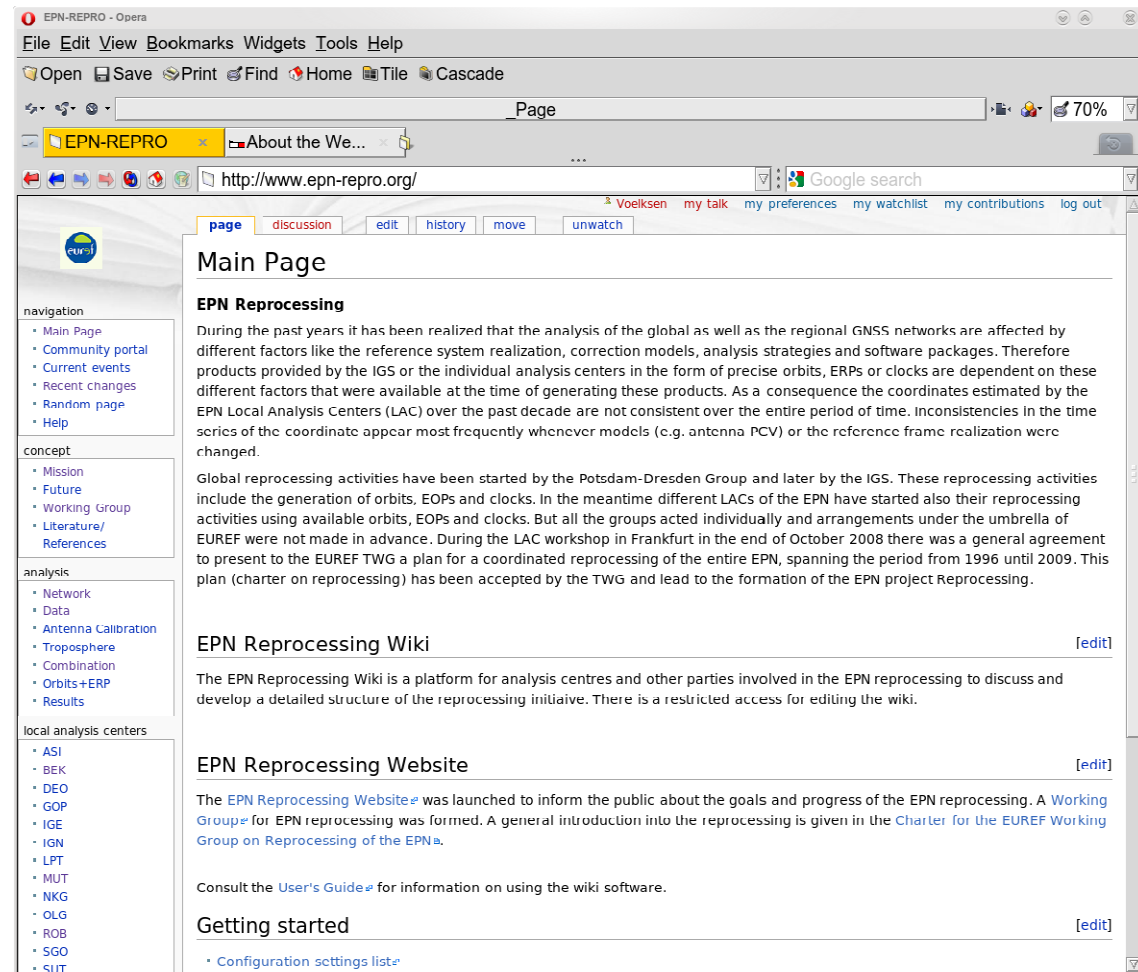 EPN-REPRO - Opera
File Edit View Bookmarks Widgets Tools Help
Open Save Print Find Home Tile Cascade
_Page
70%
EPN-REPRO
About the We...
http://www.epn-repro.org/
Google search
Voelksen my talk my preferences my watchlist my contributions log out
page discussion edit history move unwatch
euref
Main Page
EPN Reprocessing
During the past years it has been realized that the analysis of the global as well as the regional GNSS networks are affected by
different factors like the reference system realization, correction models, analysis strategies and software packages. Therefore
products provided by the IGS or the individual analysis centers in the form of precise orbits, ERPs or clocks are dependent on these
different factors that were available at the time of generating these products. As a consequence the coordinates estimated by the
EPN Local Analysis Centers (LAC) over the past decade are not consistent over the entire period of time. Inconsistencies in the time
series of the coordinate appear most frequently whenever models (e.g. antenna PCV) or the reference frame realization were
changed.
Global reprocessing activities have been started by the Potsdam-Dresden Group and later by the IGS. These reprocessing activities
include the generation of orbits, EOPs and clocks. In the meantime different LACs of the EPN have started also their reprocessing
activities using available orbits, EOPs and clocks. But all the groups acted individually and arrangements under the umbrella of
EUREF were not made in advance. During the LAC workshop in Frankfurt in the end of October 2008 there was a general agreement
to present to the EUREF TWG a plan for a coordinated reprocessing of the entire EPN, spanning the period from 1996 until 2009. This
plan (charter on reprocessing) has been accepted by the TWG and lead to the formation of the EPN project Reprocessing.
EPN Reprocessing Wiki [edit]
The EPN Reprocessing Wiki is a platform for analysis centres and other parties involved in the EPN reprocessing to discuss and
develop a detailed structure of the reprocessing initiaive. There is a restricted access for editing the wiki.
EPN Reprocessing Website [edit]
The EPN Reprocessing Website was launched to inform the public about the goals and progress of the EPN reprocessing. A Working
Group for EPN reprocessing was formed. A general introduction into the reprocessing is given in the Charter for the EUREF Working
Group on Reprocessing of the EPN.
Consult the User's Guide for information on using the wiki software.
Getting started [edit]
Configuration settings list
navigation
Main Page
Community portal
Current events
Recent changes
Random page
Help
concept
Mission
Future
Working Group
Literature/
References
analysis
Network
Data
Antenna Calibration
Troposphere
Combination
Orbits+ERP
Results
local analysis centers
ASI
BEK
DEO
GOP
IGE
IGN
LPT
MUT
NKG
OLG
ROB
SGO
SUT